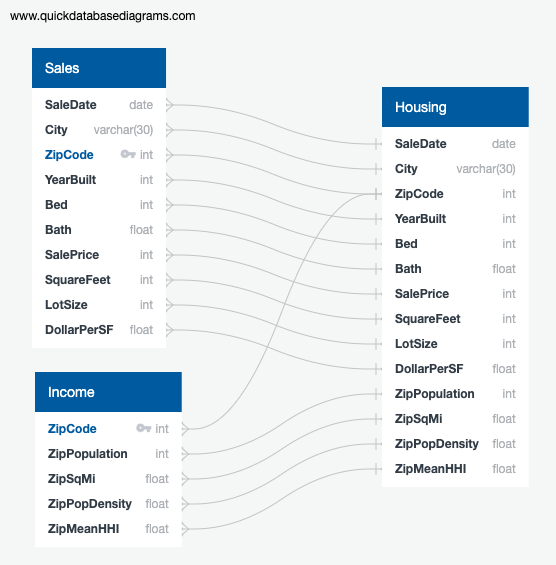 www.quickdatabasediagrams.com
Sales
SaleDate date
City varchar(30)
ZipCode int
YearBuilt int
Bed int
Bath float
SalePrice int
SquareFeet int
LotSize int
DollarPerSF float
Income
ZipCode int
ZipPopulation int
ZipSqMi float
ZipPopDensity float
ZipMeanHHI float
Housing
SaleDate date
City varchar(30)
ZipCode int
YearBuilt int
Bed int
Bath float
SalePrice int
SquareFeet int
LotSize int
DollarPerSF float
ZipPopulation int
ZipSqMi float
ZipPopDensity float
ZipMeanHHI float